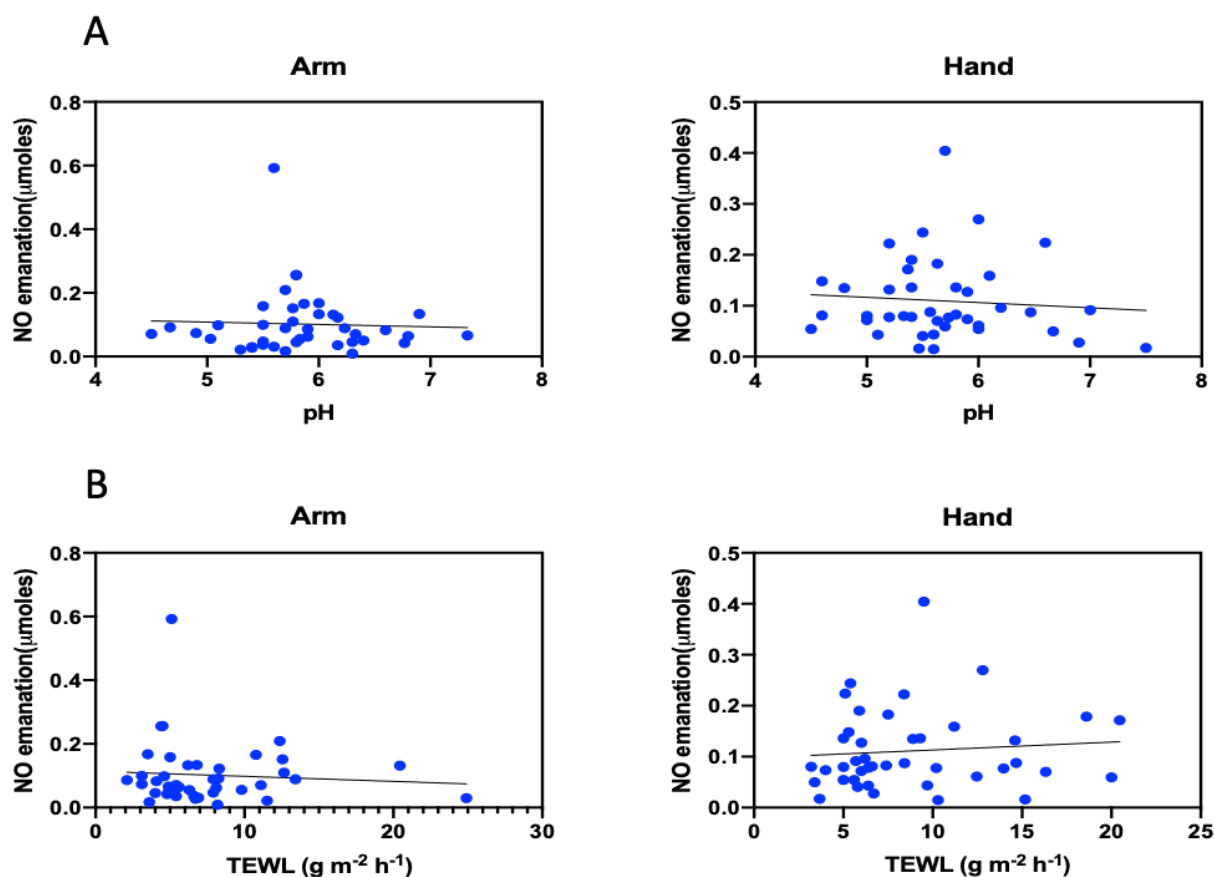 A
Arm
Hand
NO emanation(μmoles)
0.8
0.6
0.4
0.2
0.0
4 5 6 7 8
pH
NO emanation(μmoles)
0.5
0.4
0.3
0.2
0.1
0.0
4 5 6 7 8
pH
B
Arm
Hand
NO emanation(μmoles)
0.8
0.6
0.4
0.2
0.0
0 10 20 30
TEWL (g m⁻² h⁻¹)
NO emanation(μmoles)
0.5
0.4
0.3
0.2
0.1
0.0
0 5 10 15 20 25
TEWL (g m⁻² h⁻¹)